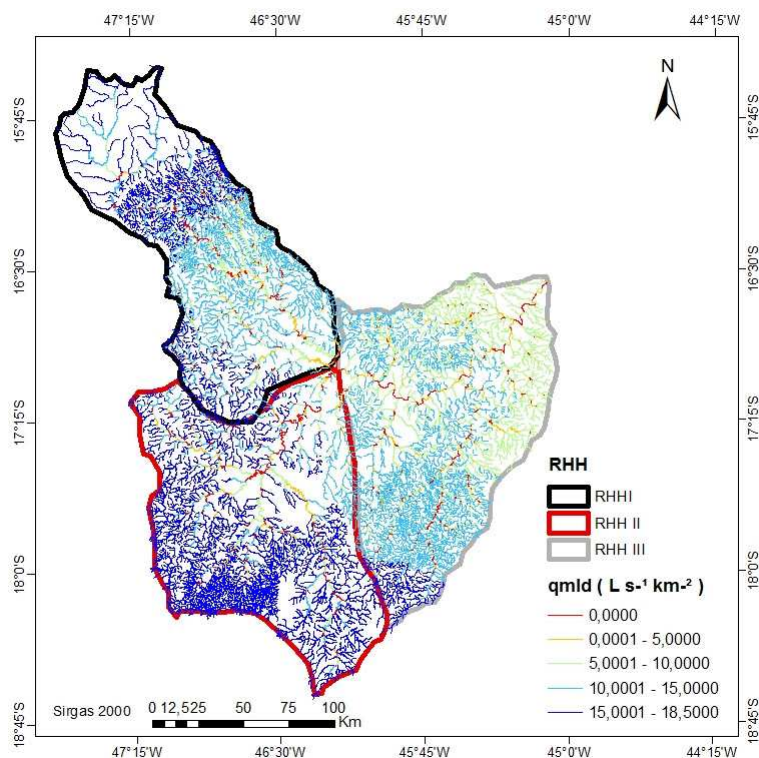 47°15'W 46°30'W 45°45'W 45°0'W 44°15'W
N
15°45'S 15°45'S
16°30'S 16°30'S
17°15'S 17°15'S
18°0'S 18°0'S
18°45'S 18°45'S
RHH
RHHI
RHH II
RHH III
qmld ( L s-¹ km-² )
0,0000
0,0001 - 5,0000
5,0001 - 10,0000
10,0001 - 15,0000
15,0001 - 18,5000
Sirgas 2000 0 12,525 50 75 100
Km
47°15'W 46°30'W 45°45'W 45°0'W 44°15'W